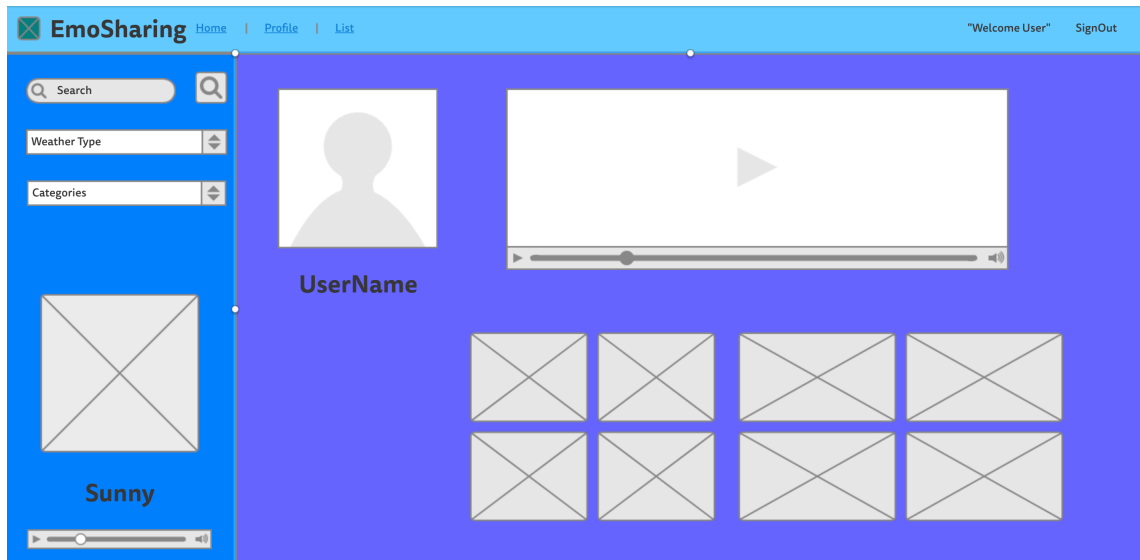 EmoSharing Home | Profile | List "Welcome User" SignOut
Search
Weather Type
Categories
UserName
Sunny